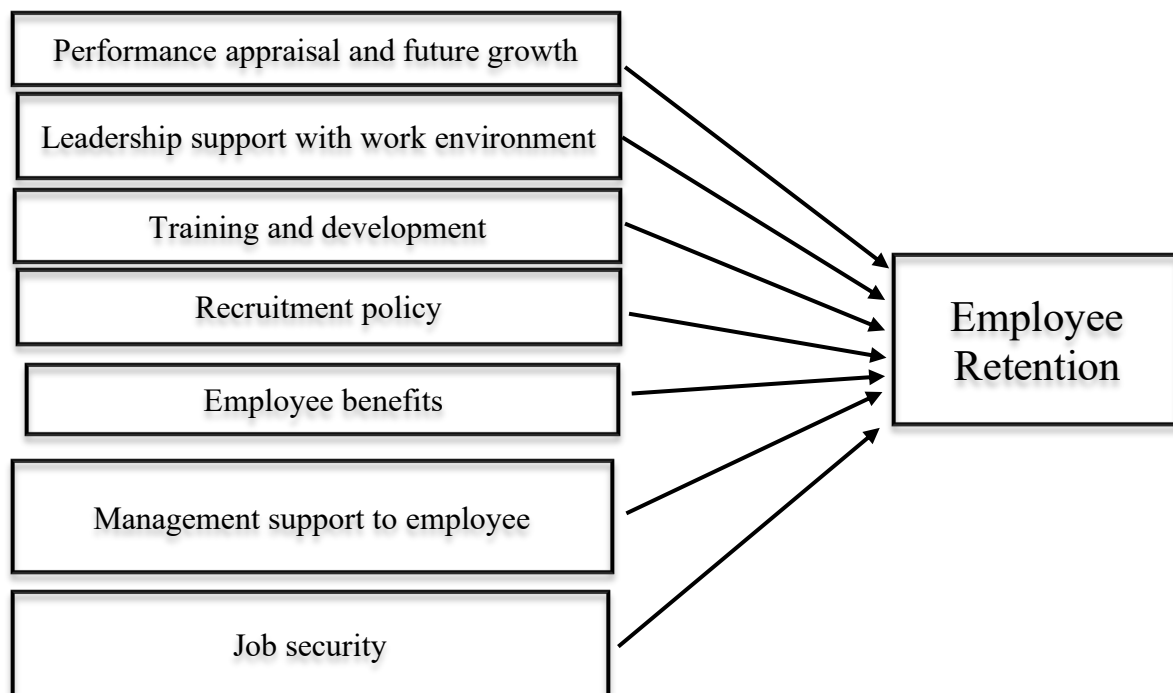 Performance appraisal and future growth
Leadership support with work environment
Training and development
Recruitment policy
Employee benefits
Management support to employee
Job security
Employee
Retention